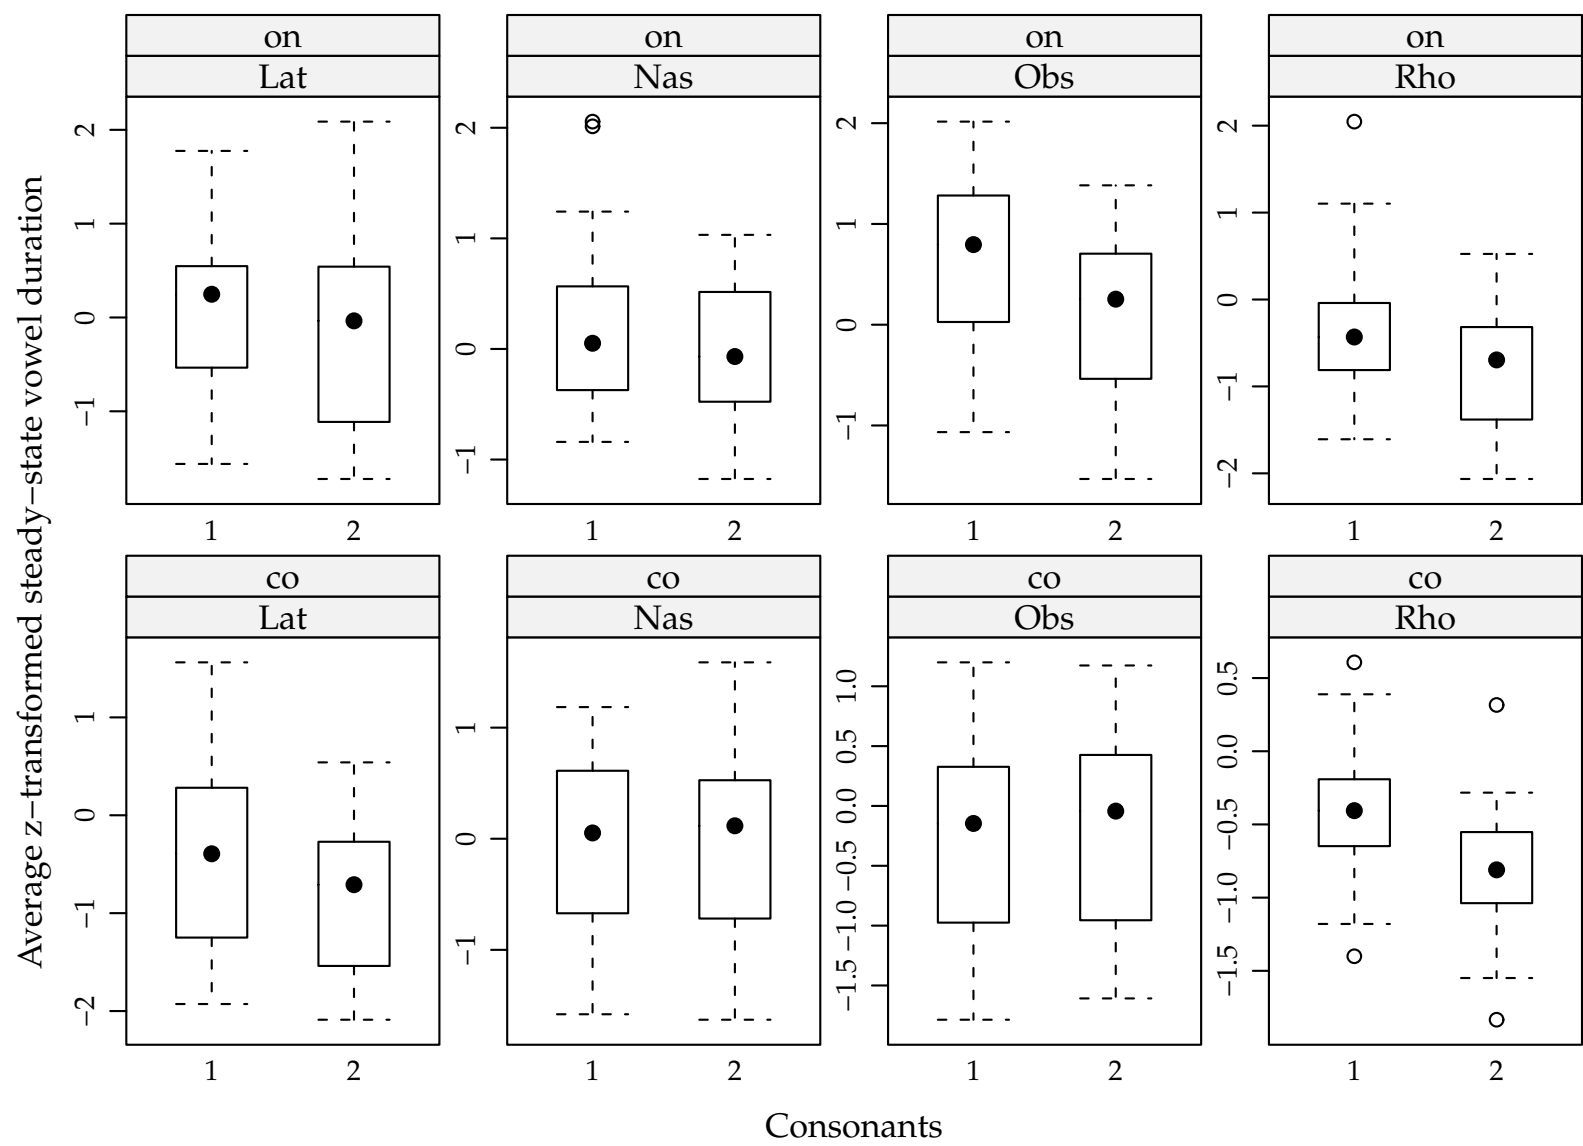 Average z−transformed steady−state vowel duration
on
on
on
on
Lat
Nas
Obs
Rho
2
1
0
−1
2
1
0
−1
2
1
0
−1
2
1
0
−1
−2
1 2
1 2
1 2
1 2
co
co
co
co
Lat
Nas
Obs
Rho
1
0
−1
−2
1
0
−1
1.0
0.5
0.0
−0.5
−1.0
−1.5
0.5
0.0
−0.5
−1.0
−1.5
1 2
1 2
1 2
1 2
Consonants